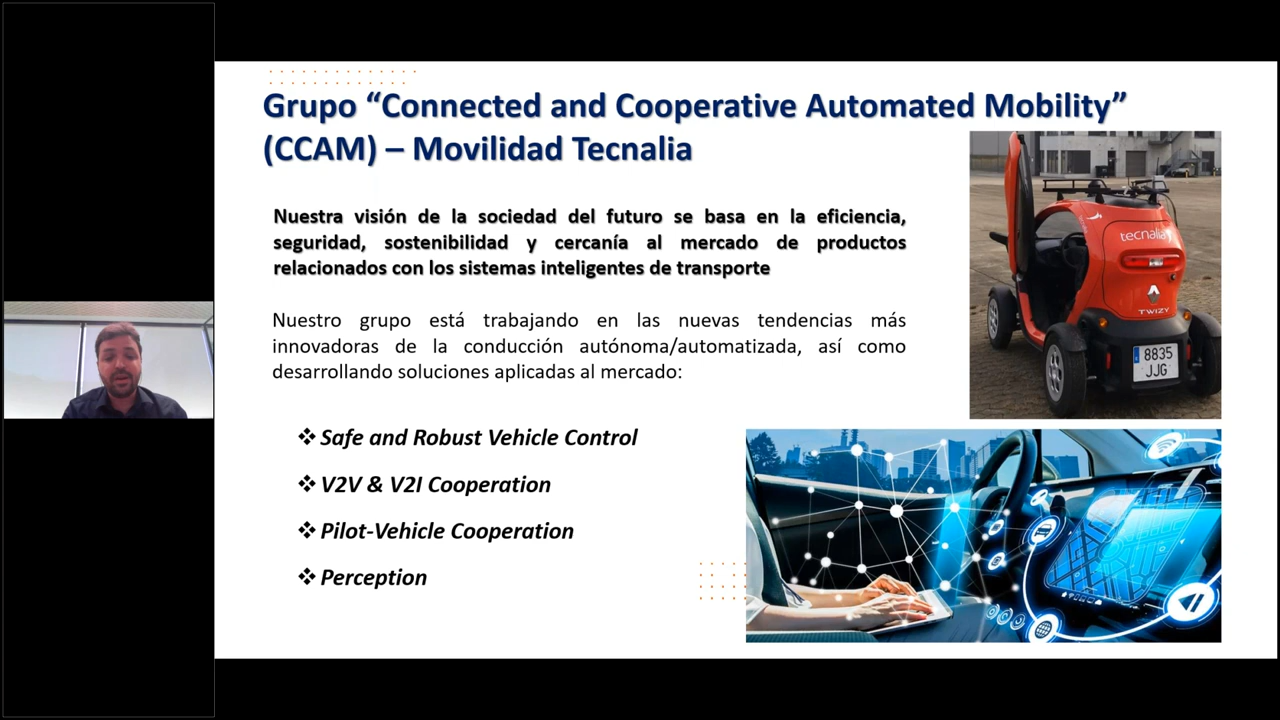 Grupo “Connected and Cooperative Automated Mobility”
(CCAM) – Movilidad Tecnalia
Nuestra visión de la sociedad del futuro se basa en la eficiencia,
seguridad, sostenibilidad y cercanía al mercado de productos
relacionados con los sistemas inteligentes de transporte
Nuestro grupo está trabajando en las nuevas tendencias más
innovadoras de la conducción autónoma/automatizada, así como
desarrollando soluciones aplicadas al mercado:
❖ Safe and Robust Vehicle Control
❖ V2V & V2I Cooperation
❖ Pilot-Vehicle Cooperation
❖ Perception
tecnalia
TWIZY
8835
JJG